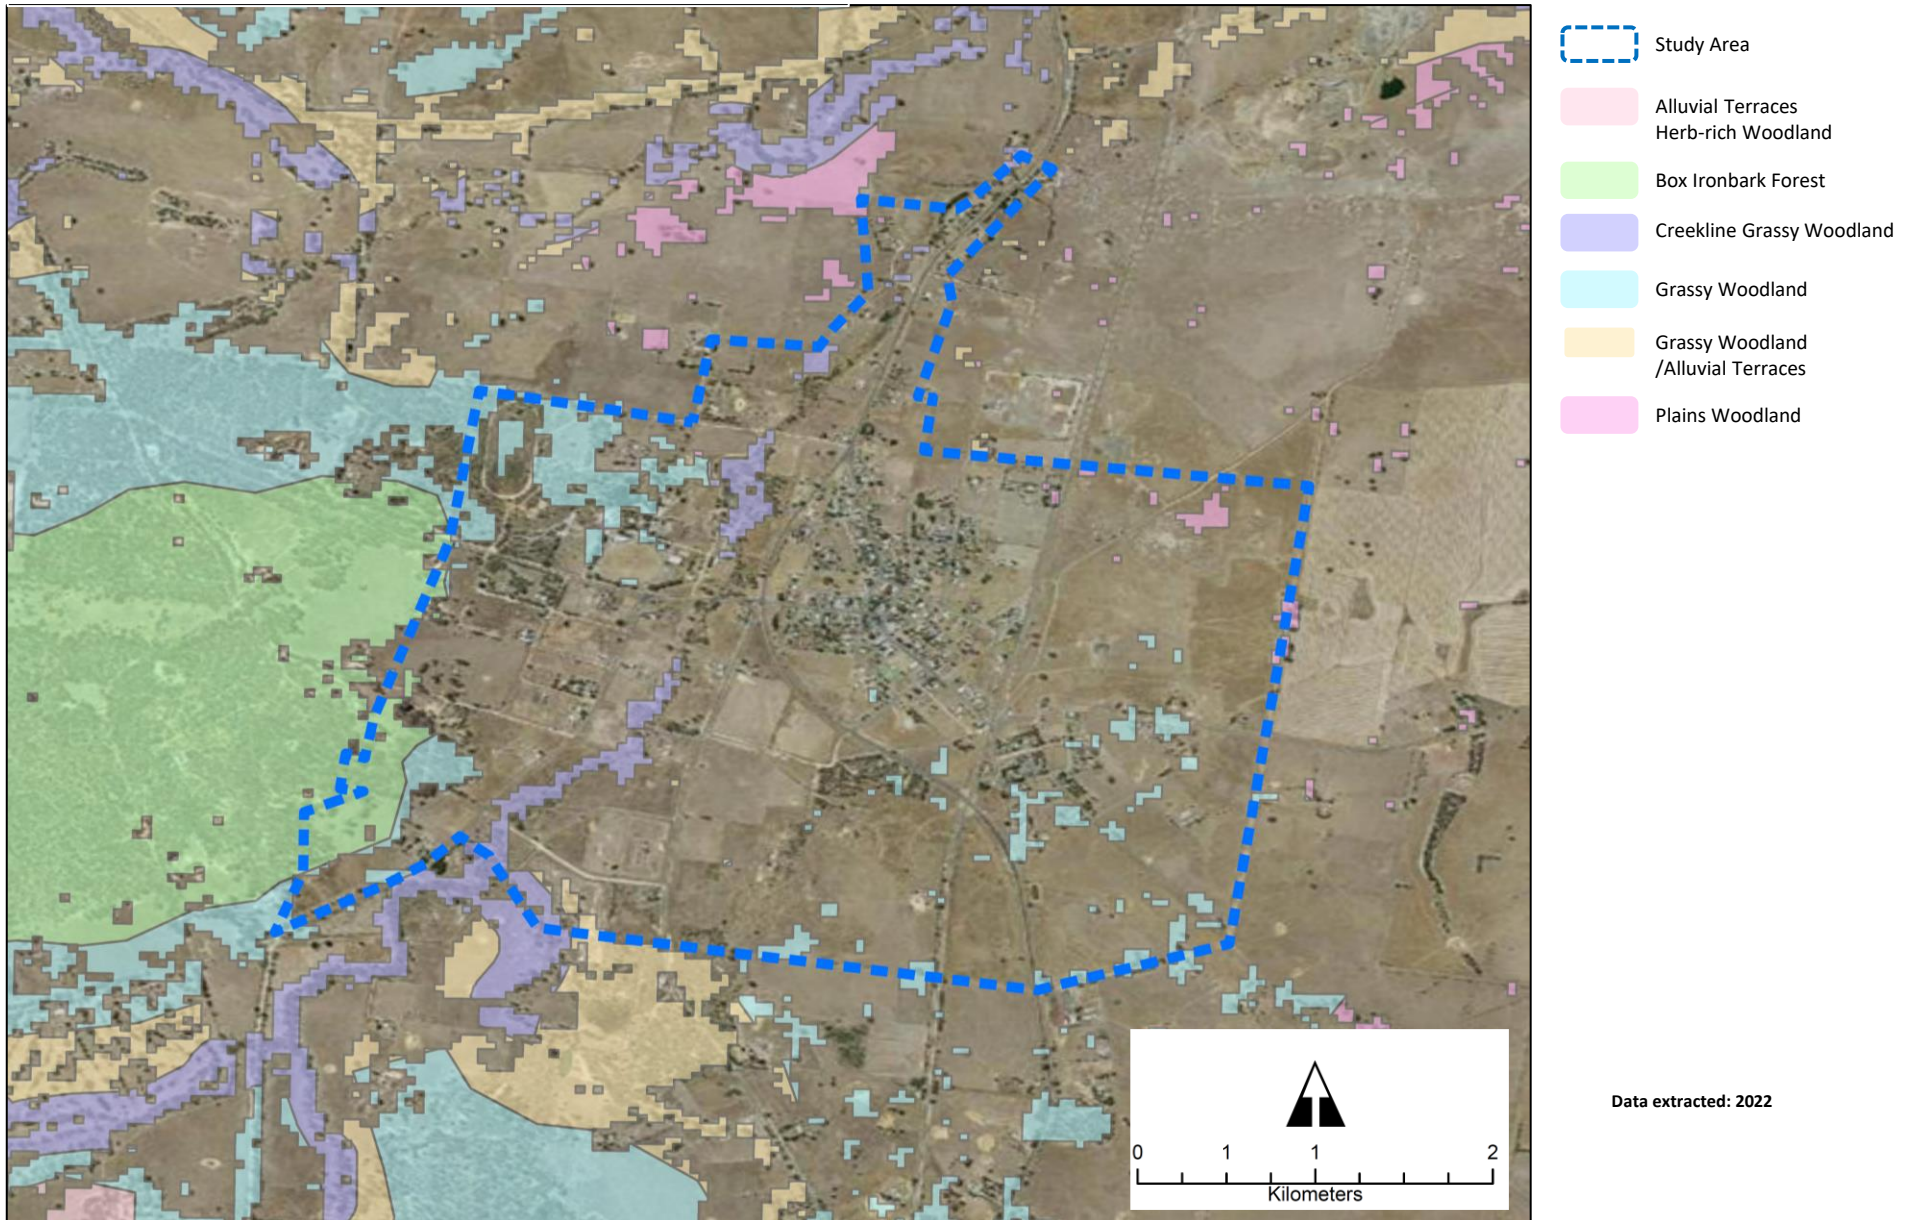 Study Area
Alluvial Terraces
Herb-rich Woodland
Box Ironbark Forest
Creekline Grassy Woodland
Grassy Woodland
Grassy Woodland
/Alluvial Terraces
Plains Woodland
Data extracted: 2022
0 1 1 2
Kilometers